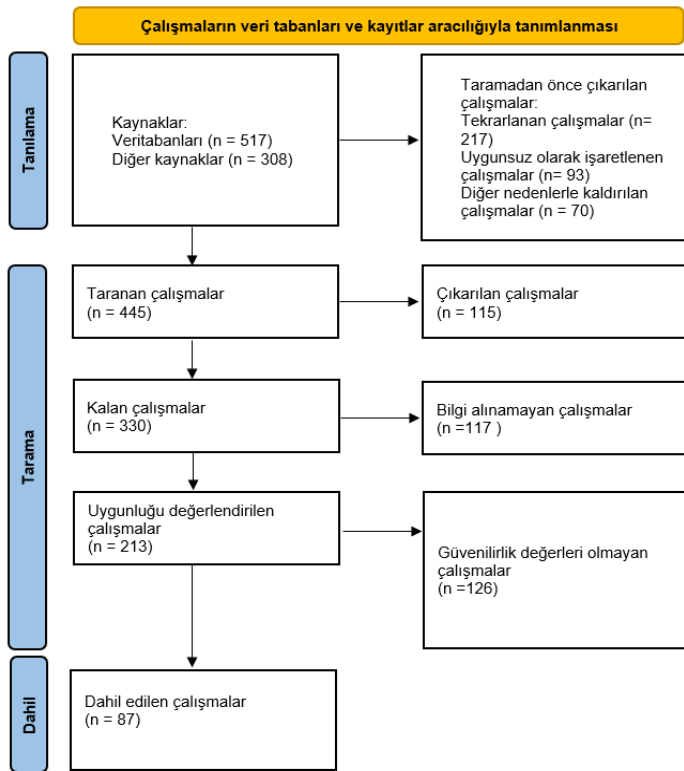 Çalışmaların veri tabanları ve kayıtlar aracılığıyla tanımlanması
Tanılama
Kaynaklar:
Veritabanları (n = 517)
Diğer kaynaklar (n = 308)
Taramadan önce çıkarılan
çalışmalar:
Tekrarlanan çalışmalar (n=
217)
Uygunsuz olarak işaretlenen
çalışmalar (n= 93)
Diğer nedenlerle kaldırılan
çalışmalar (n = 70)
Tarama
Taranan çalışmalar
(n = 445)
Çıkarılan çalışmalar
(n = 115)
Kalan çalışmalar
(n = 330)
Bilgi alınamayan çalışmalar
(n =117 )
Uygunluğu değerlendirilen
çalışmalar
(n = 213)
Güvenilirlik değerleri olmayan
çalışmalar
(n =126)
Dahil
Dahil edilen çalışmalar
(n = 87)